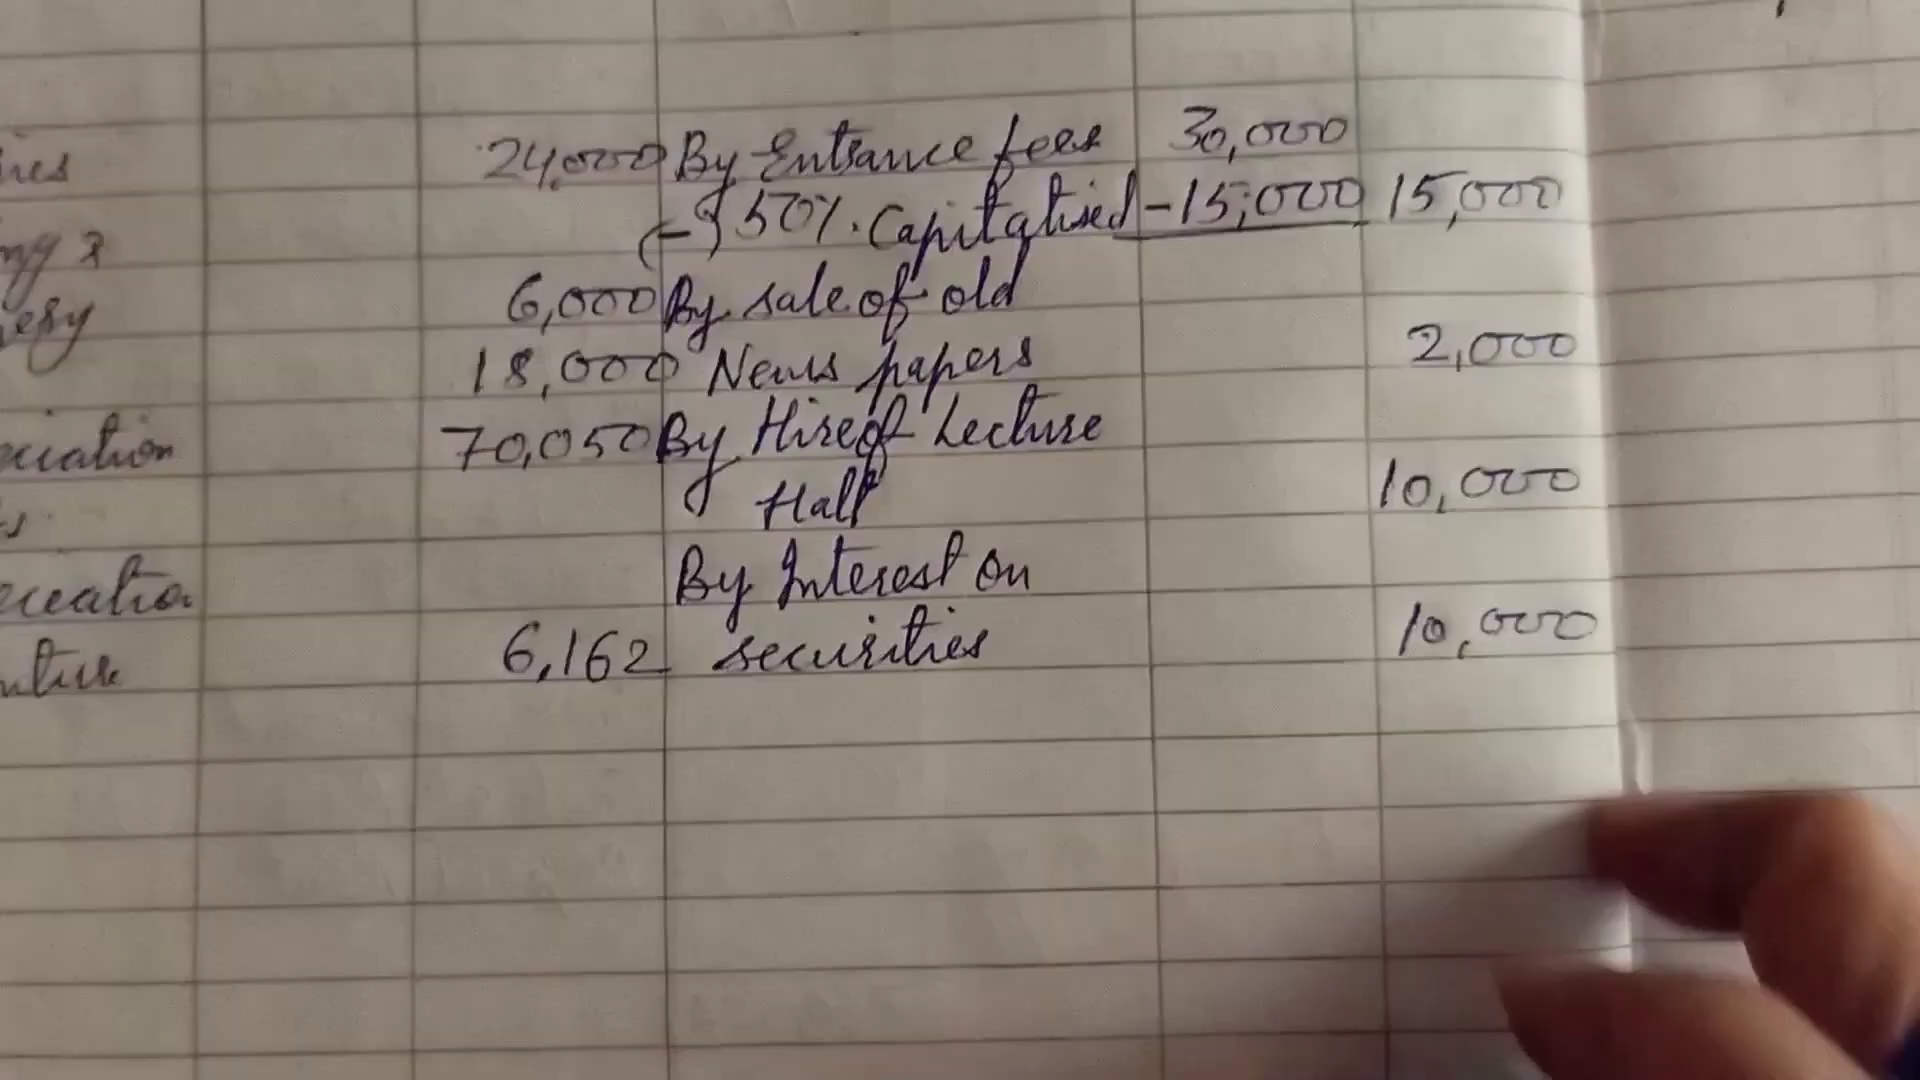 24,000 By Entrance fees 30,000
(-) 50%. Capitalised -15,000 15,000
6,000 By sale of old
18,000 News papers 2,000
70,050 By Hire of Lecture
Hall 10,000
By Interest on
6,162 securities 10,000